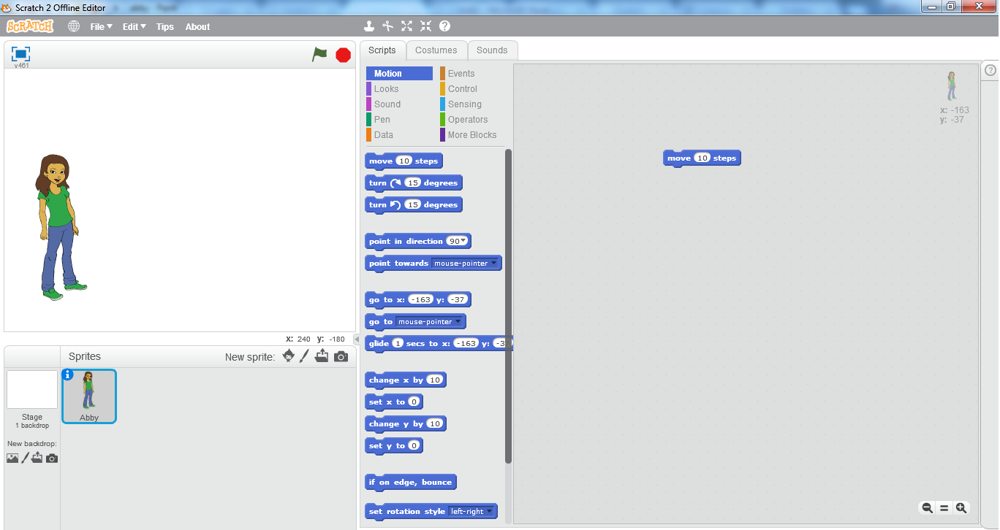 Scratch 2 Offline Editor
SCRATCH File Edit Tips About
v461
Scripts Costumes Sounds
Motion Events
Looks Control
Sound Sensing
Pen Operators
Data More Blocks
x: -163
y: -37
move 10 steps
turn 15 degrees
turn 15 degrees
point in direction 90
point towards mouse-pointer
go to x: -163 y: -37
go to mouse-pointer
glide 1 secs to x: -163 y: -37
change x by 10
set x to 0
change y by 10
set y to 0
if on edge, bounce
set rotation style left-right
move 10 steps
x: 240 y: -180
Sprites New sprite:
Stage
1 backdrop
New backdrop:
Abby